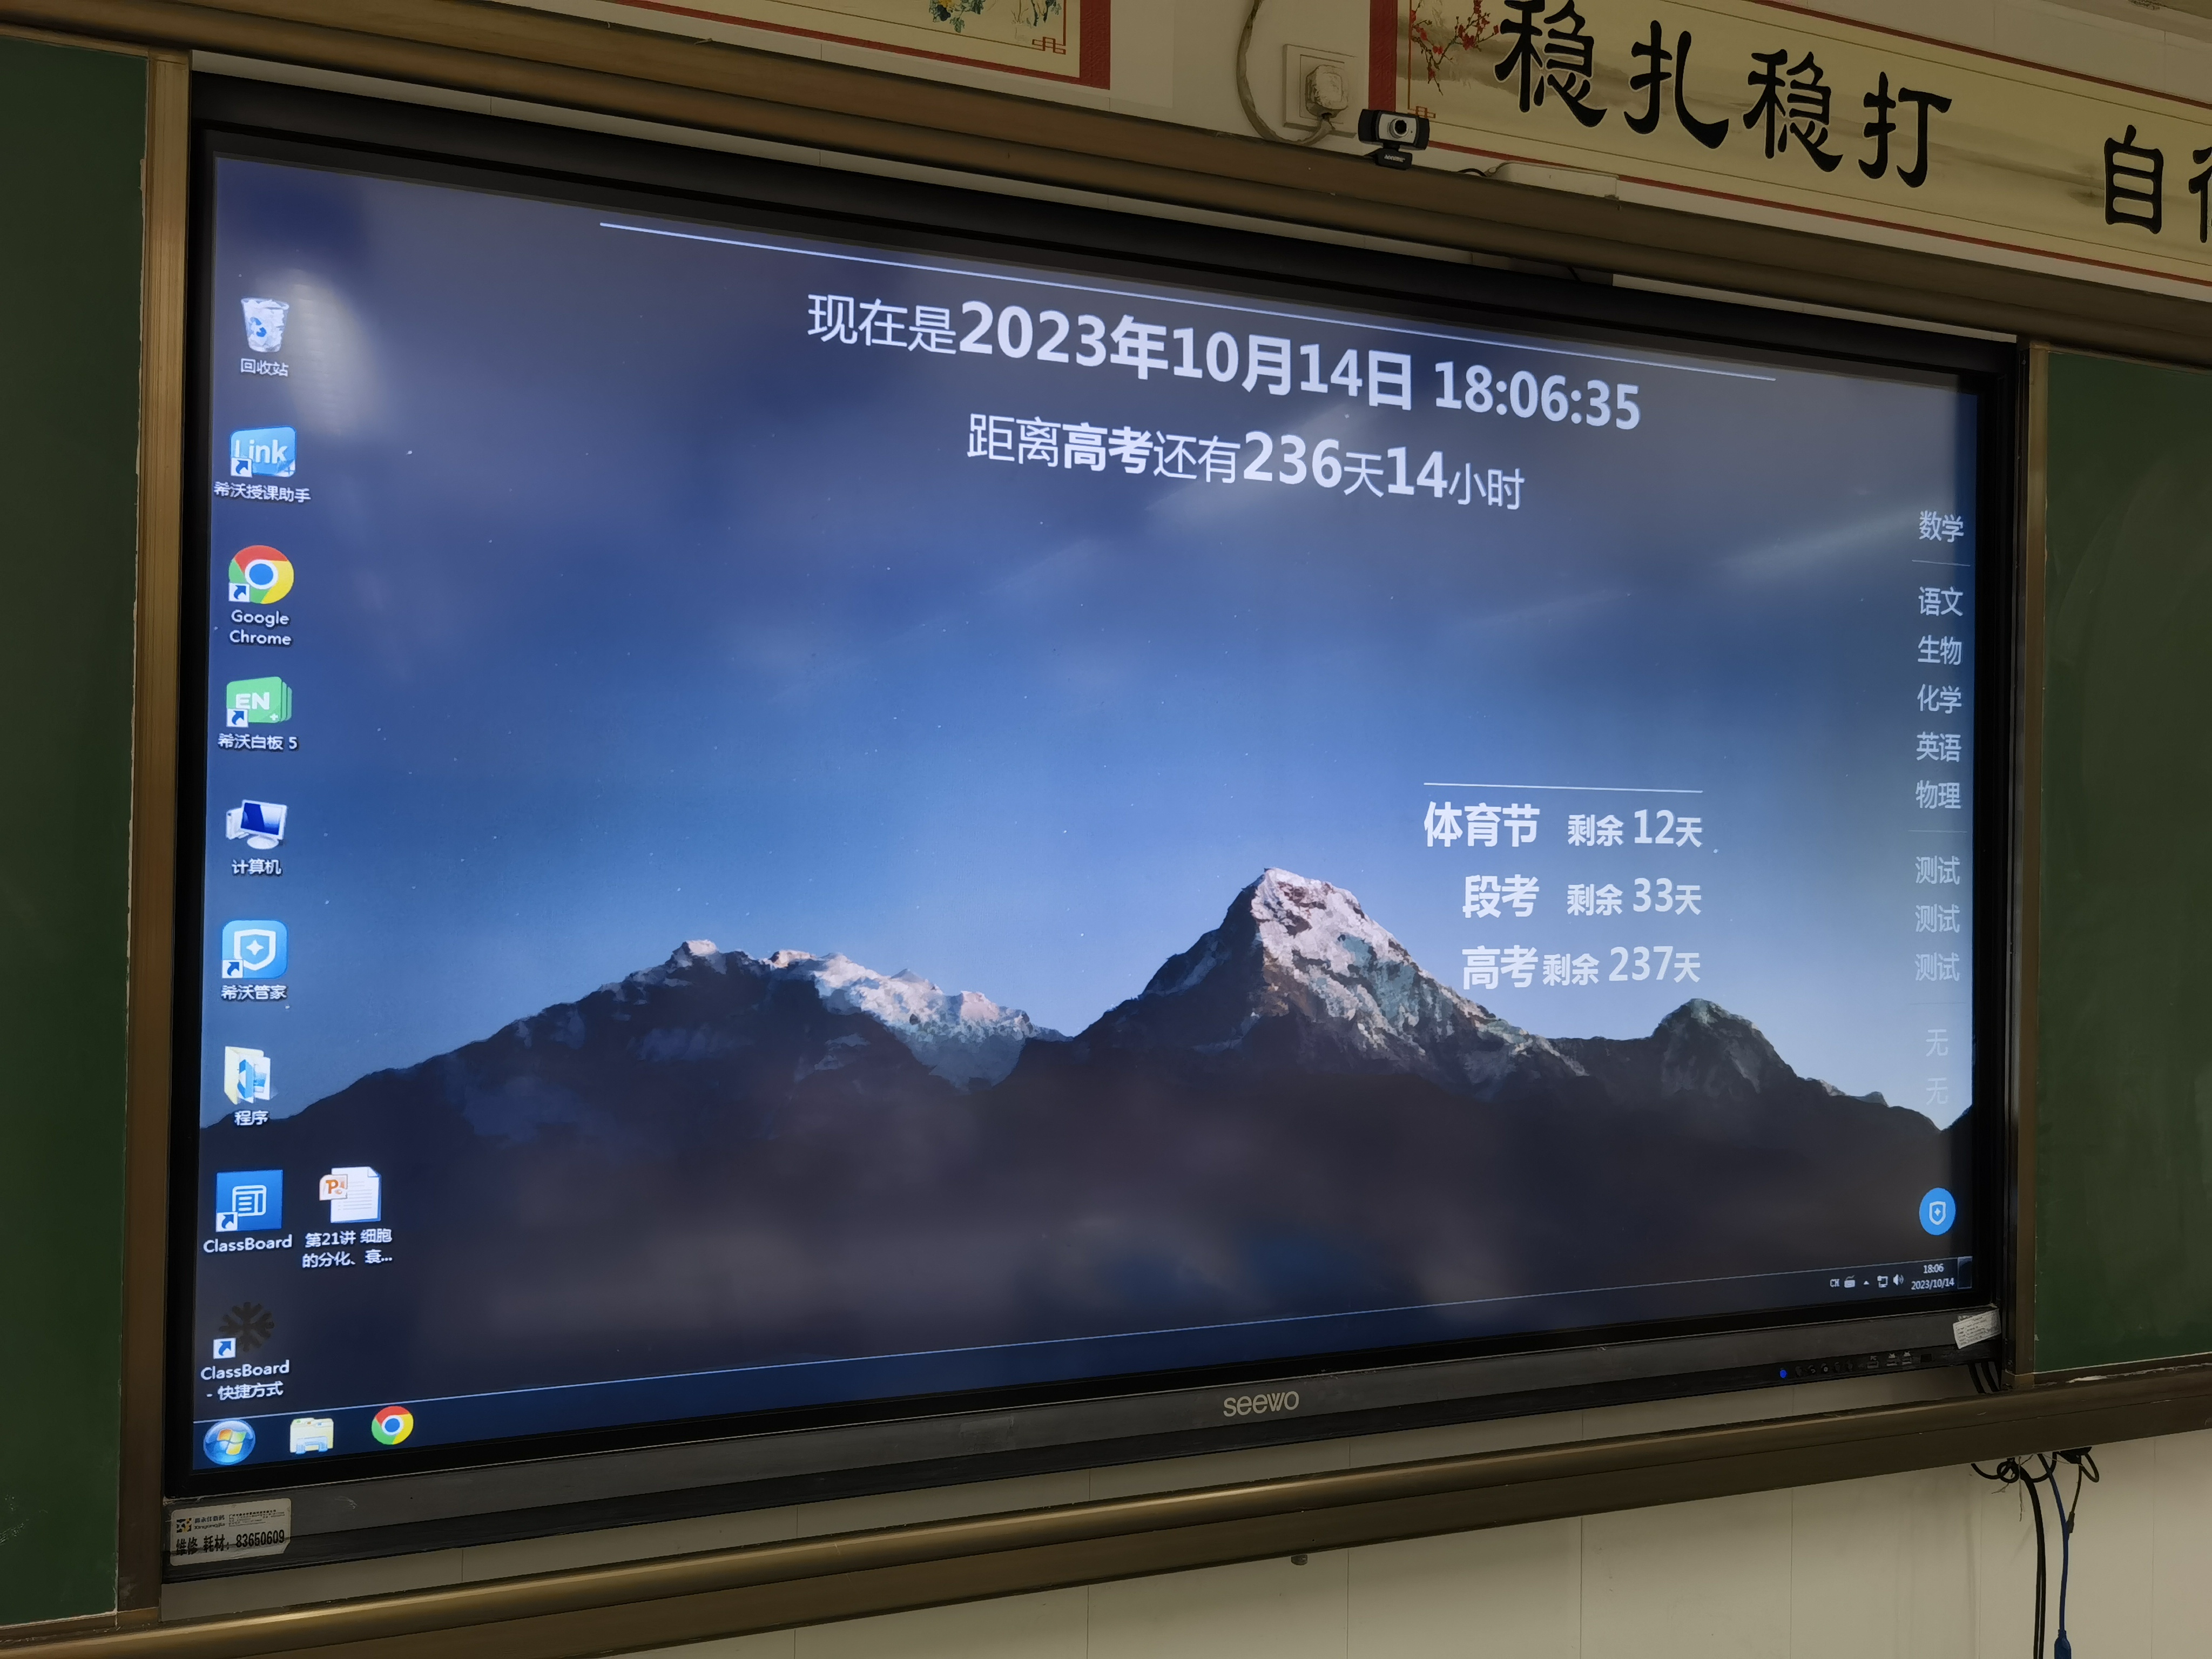 稳扎稳打
自
现在是2023年10月14日 18:06:35
距离高考还有236天14小时
回收站
Link
希沃授课助手
Google
Chrome
EN
希沃白板 5
计算机
希沃管家
程序
ClassBoard
第21讲 细胞
的分化、衰...
ClassBoard
- 快捷方式
数学
语文
生物
化学
英语
物理
测试
测试
测试
无
无
体育节 剩余 12天
段考 剩余 33天
高考 剩余 237天
CH
18:06
2023/10/14
seewo
维修 耗材: 83650609